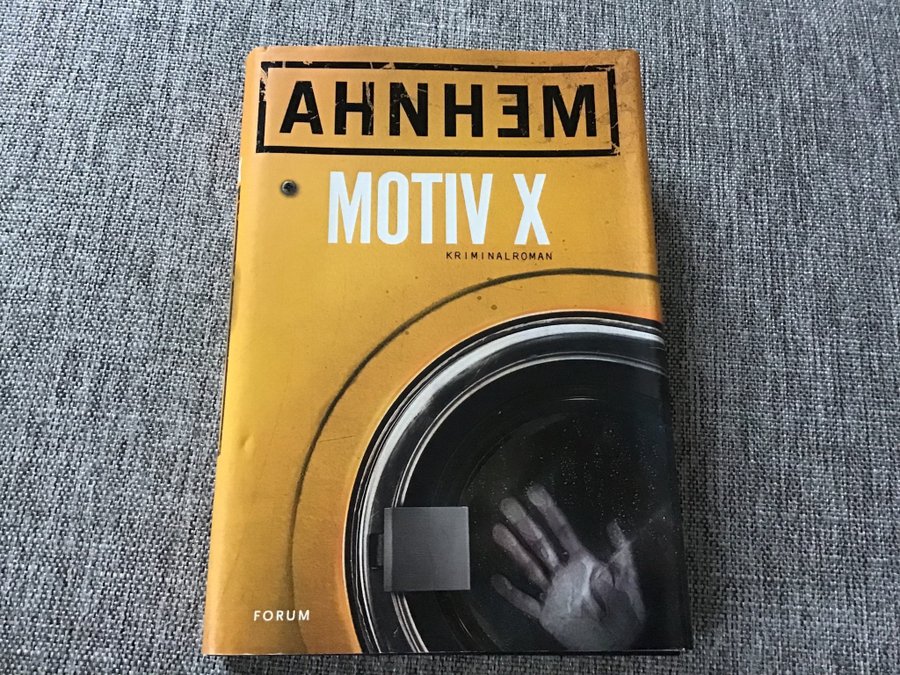 AHNHEM
MOTIV X
KRIMINALROMAN
FORUM